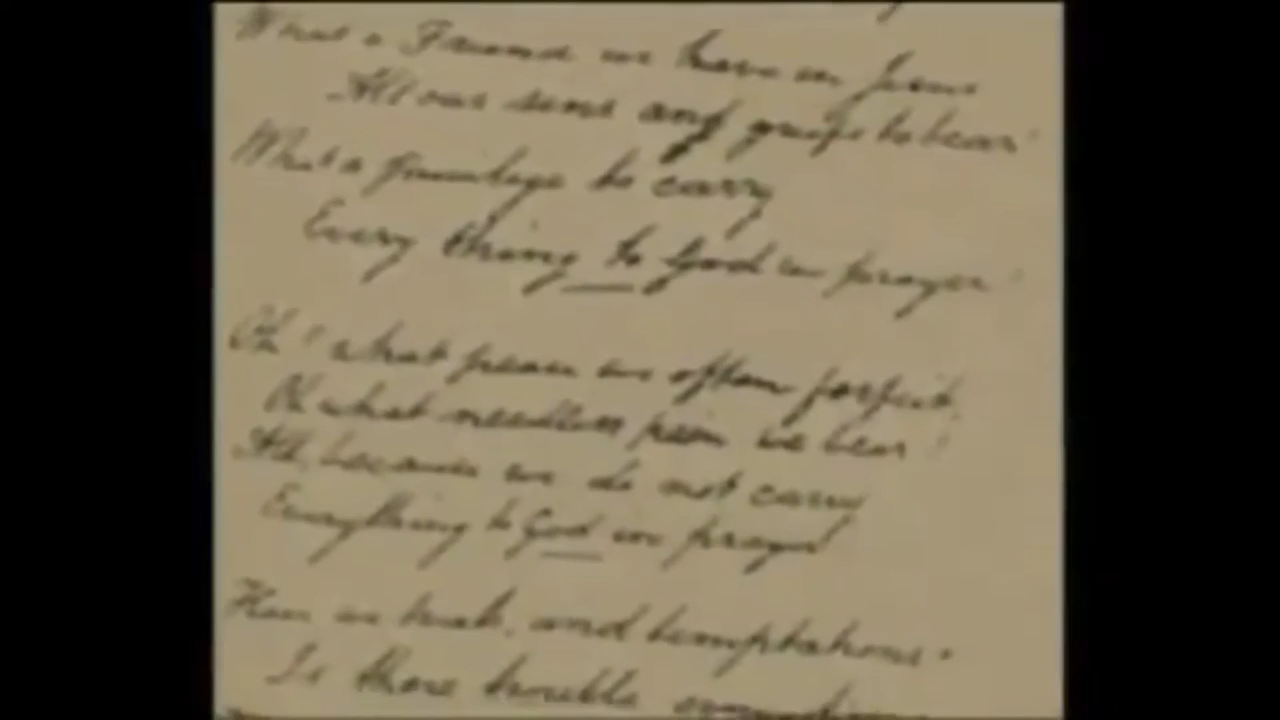 What a Friend we have in Jesus
All our sins and griefs to bear
What a privilege to carry
Every thing to God in prayer
Oh! what peace we often forfeit,
Oh what needless pain we bear!
All, because we do not carry
Everything to God in prayer
Have we trials, and temptations.
Is there trouble